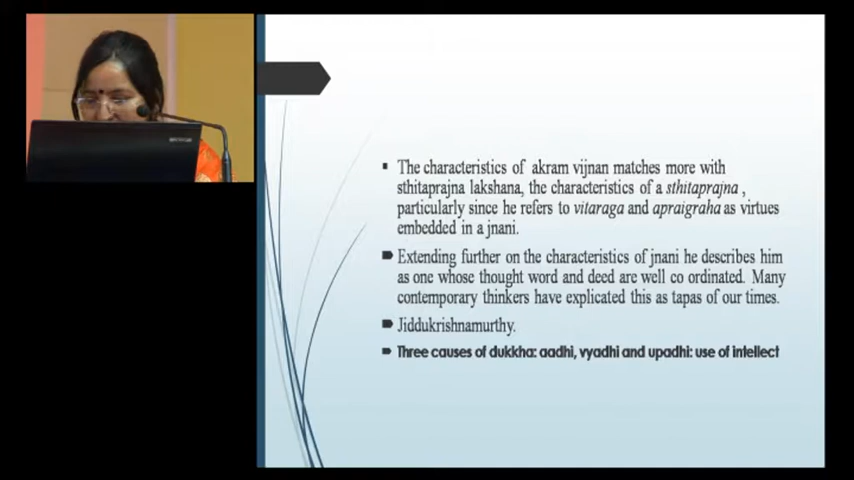 The characteristics of akram vijnan matches more with
sthitaprajna lakshana, the characteristics of a sthitaprajna ,
particularly since he refers to vitaraga and apraigraha as virtues
embedded in a jnani.
Extending further on the characteristics of jnani he describes him
as one whose thought word and deed are well co ordinated. Many
contemporary thinkers have explicated this as tapas of our times.
Jiddukrishnamurthy.
Three causes of dukkha: aadhi, vyadhi and upadhi: use of intellect